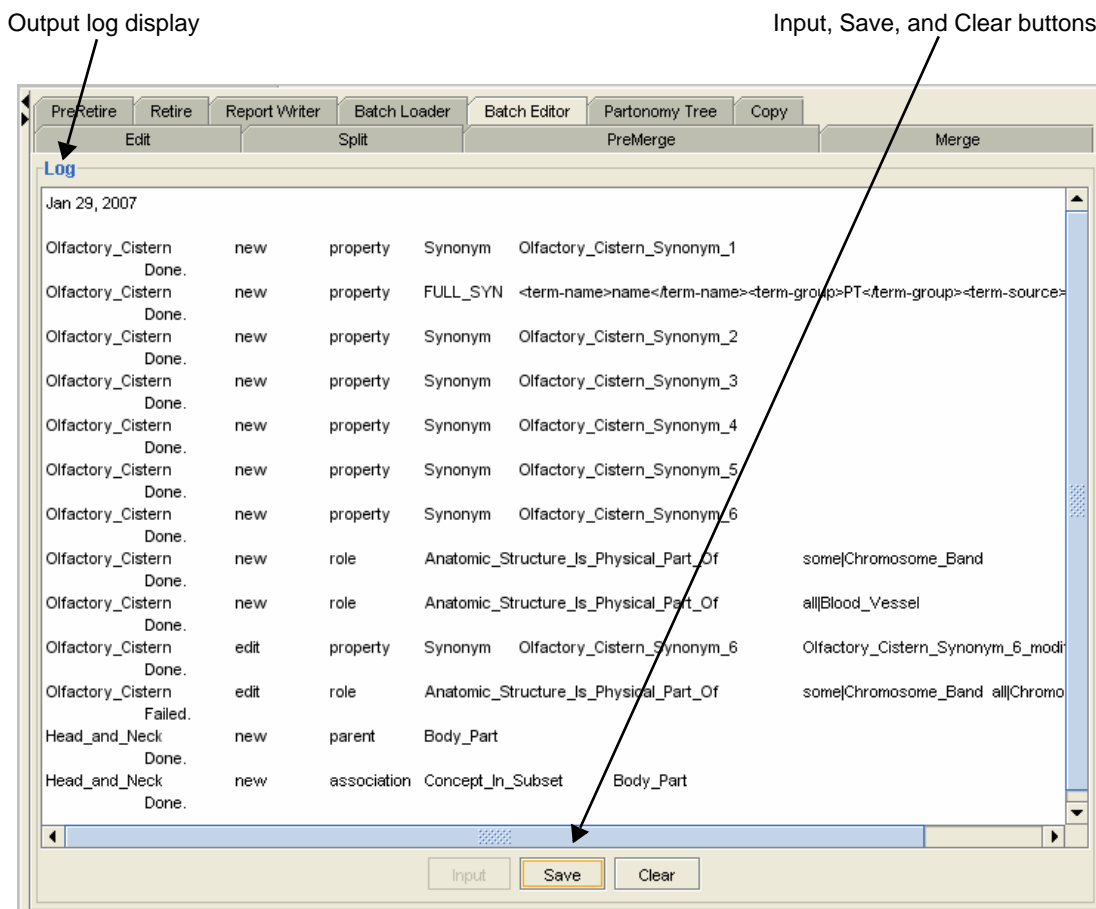 Output log display Input, Save, and Clear buttons
PreRetire Retire Report Writer Batch Loader Batch Editor Partonomy Tree Copy
Edit Split PreMerge Merge
Log
Jan 29, 2007
Olfactory_Cistern new property Synonym Olfactory_Cistern_Synonym_1
Done.
Olfactory_Cistern new property FULL_SYN <term-name>name</term-name><term-group>PT</term-group><term-source>
Done.
Olfactory_Cistern new property Synonym Olfactory_Cistern_Synonym_2
Done.
Olfactory_Cistern new property Synonym Olfactory_Cistern_Synonym_3
Done.
Olfactory_Cistern new property Synonym Olfactory_Cistern_Synonym_4
Done.
Olfactory_Cistern new property Synonym Olfactory_Cistern_Synonym_5
Done.
Olfactory_Cistern new property Synonym Olfactory_Cistern_Synonym_6
Done.
Olfactory_Cistern new role Anatomic_Structure_Is_Physical_Part_Of some|Chromosome_Band
Done.
Olfactory_Cistern new role Anatomic_Structure_Is_Physical_Part_Of all|Blood_Vessel
Done.
Olfactory_Cistern edit property Synonym Olfactory_Cistern_Synonym_6 Olfactory_Cistern_Synonym_6_modi
Done.
Olfactory_Cistern edit role Anatomic_Structure_Is_Physical_Part_Of some|Chromosome_Band all|Chromo
Failed.
Head_and_Neck new parent Body_Part
Done.
Head_and_Neck new association Concept_In_Subset Body_Part
Done.
Input Save Clear